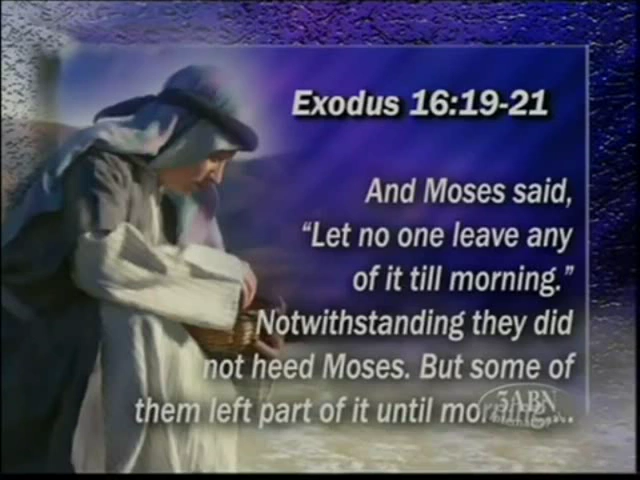 Exodus 16:19-21
And Moses said,
“Let no one leave any
of it till morning.”
Notwithstanding they did
not heed Moses. But some of
them left part of it until
3ABN